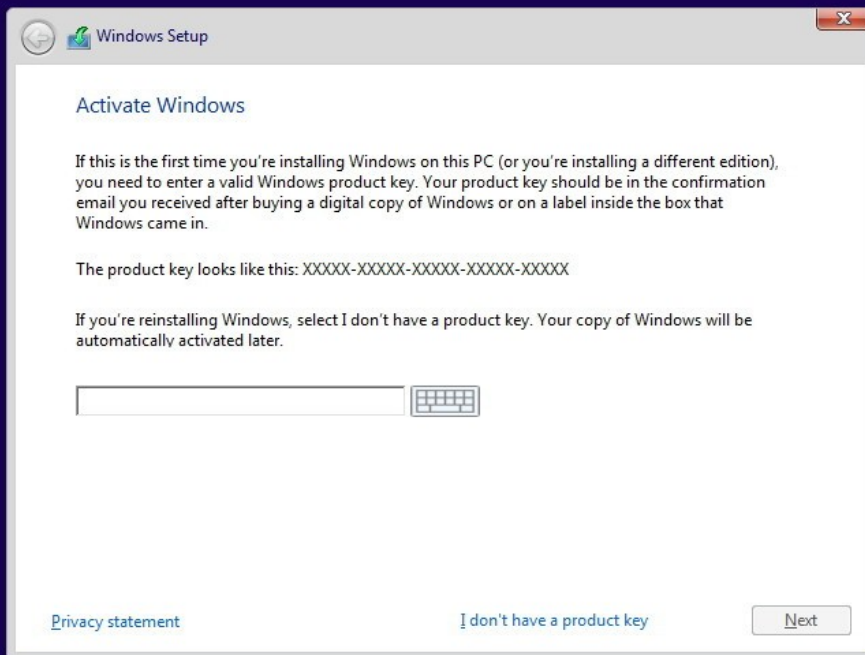 Windows Setup
Activate Windows
If this is the first time you're installing Windows on this PC (or you're installing a different edition),
you need to enter a valid Windows product key. Your product key should be in the confirmation
email you received after buying a digital copy of Windows or on a label inside the box that
Windows came in.
The product key looks like this: XXXXX-XXXXX-XXXXX-XXXXX-XXXXX
If you're reinstalling Windows, select I don't have a product key. Your copy of Windows will be
automatically activated later.
Privacy statement
I don't have a product key
Next